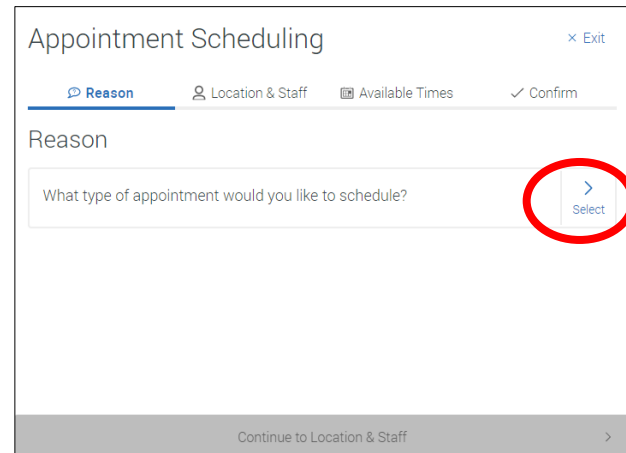 Appointment Scheduling
× Exit
Reason
Location & Staff
Available Times
Confirm
Reason
What type of appointment would you like to schedule?
Select
Continue to Location & Staff